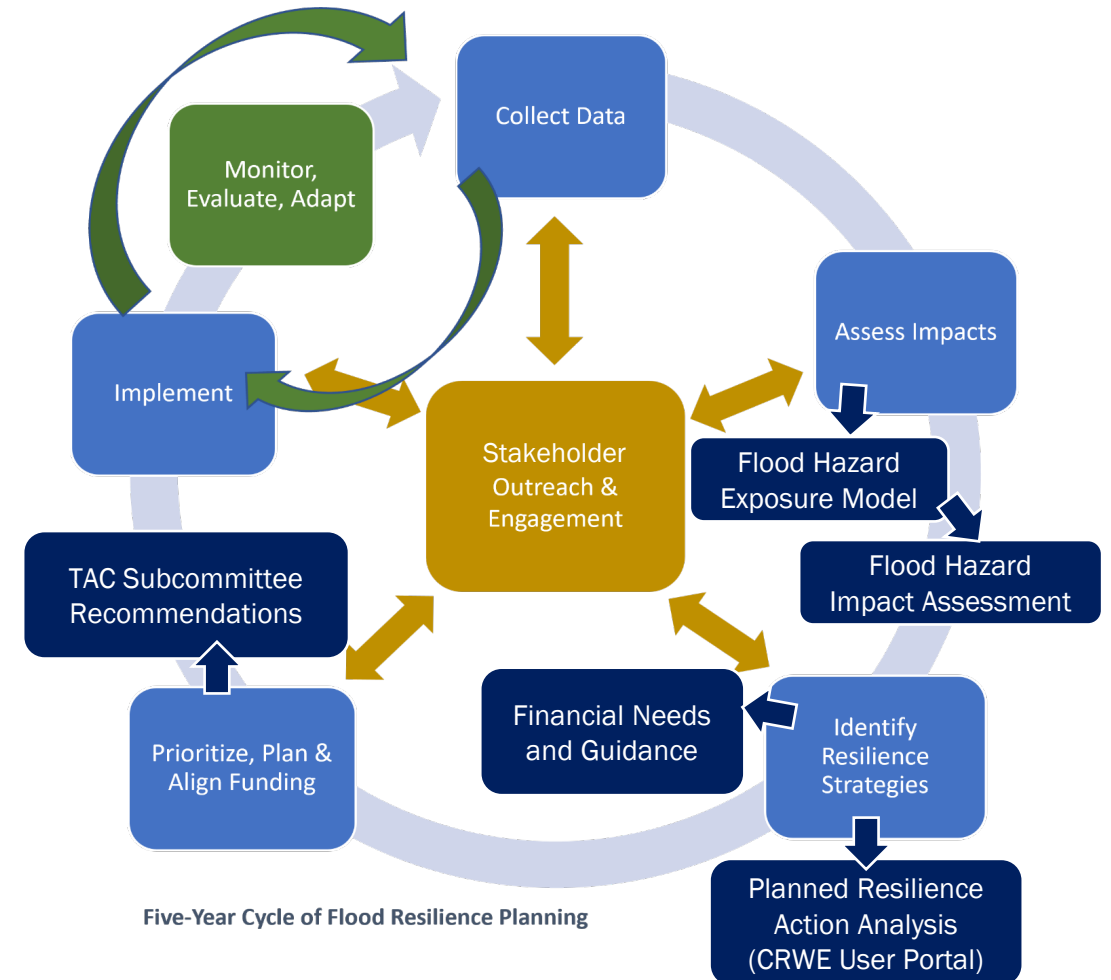 Collect Data
Monitor,
Evaluate, Adapt
Assess Impacts
Implement
Stakeholder
Outreach &
Engagement
Flood Hazard
Exposure Model
Flood Hazard
Impact Assessment
TAC Subcommittee
Recommendations
Financial Needs
and Guidance
Identify
Resilience
Strategies
Prioritize, Plan &
Align Funding
Planned Resilience
Action Analysis
(CRWE User Portal)
Five-Year Cycle of Flood Resilience Planning